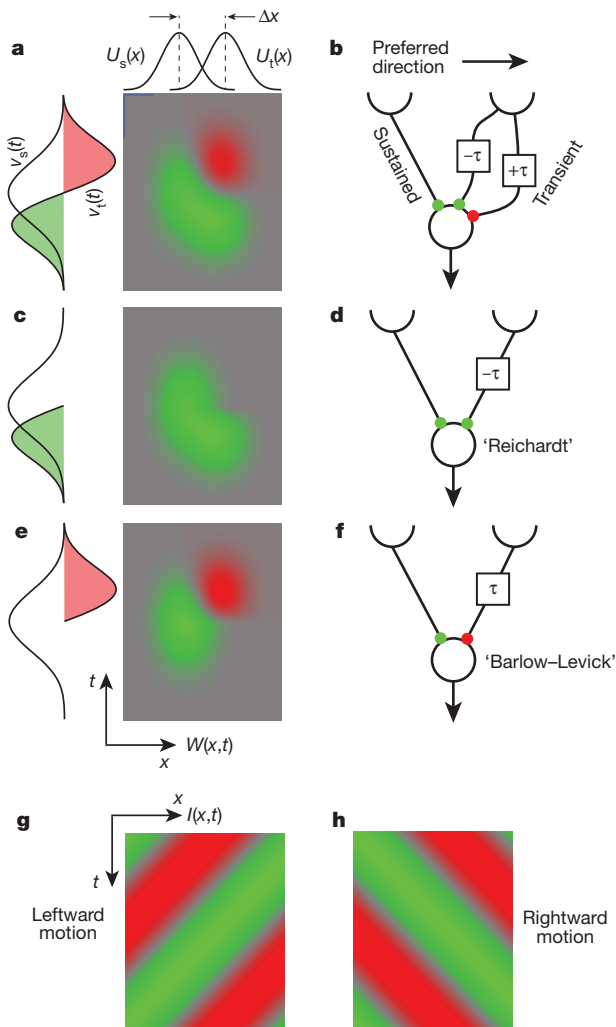 a
Δx
U_s(x)
U_t(x)
v_s(t)
v_t(t)
b
Preferred
direction
Sustained
Transient
−τ
+τ
c
d
−τ
'Reichardt'
e
f
τ
'Barlow–Levick'
t
x
W(x,t)
g
x
I(x,t)
t
Leftward
motion
h
Rightward
motion